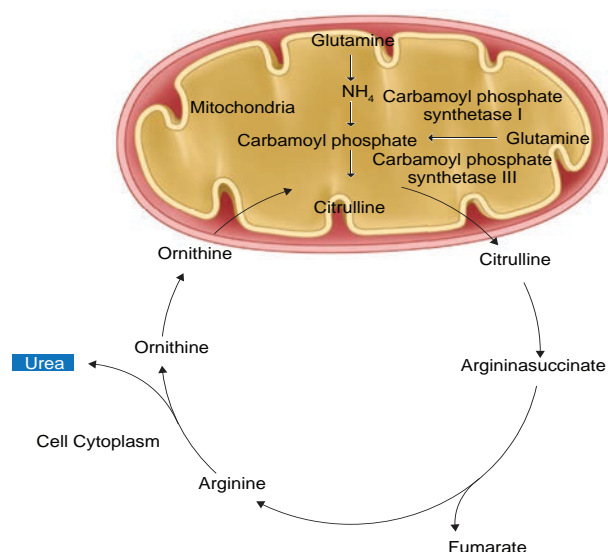 Glutamine
NH4
Mitochondria
Carbamoyl phosphate
synthetase I
Carbamoyl phosphate
Glutamine
Carbamoyl phosphate
synthetase III
Citrulline
Ornithine
Citrulline
Ornithine
Urea
Argininasuccinate
Cell Cytoplasm
Arginine
Fumarate